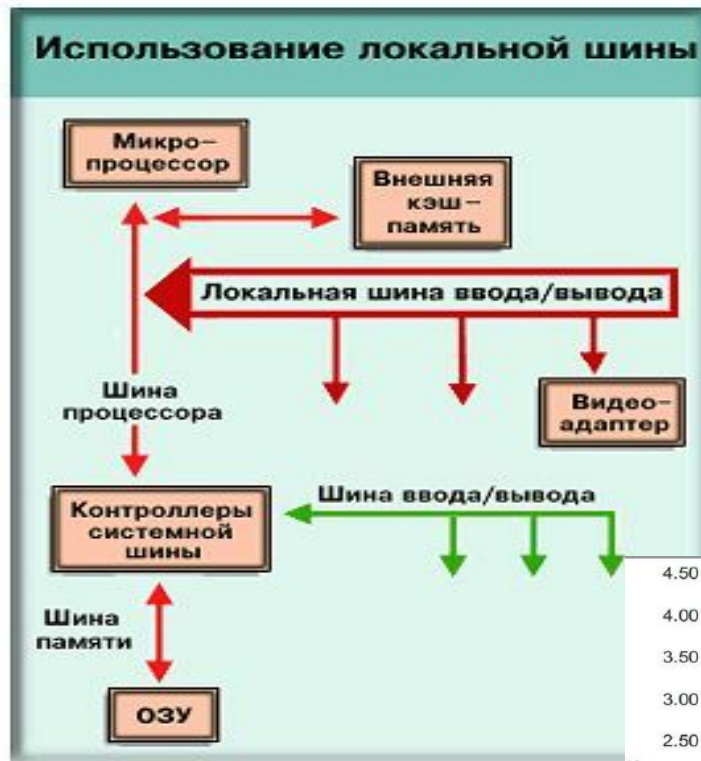 Использование локальной шины
Микро-
процессор
Внешняя
кэш-
память
Локальная шина ввода/вывода
Шина
процессора
Видео-
адаптер
Шина ввода/вывода
Контроллеры
системной
шины
Шина
памяти
ОЗУ
4.50
4.00
3.50
3.00
2.50